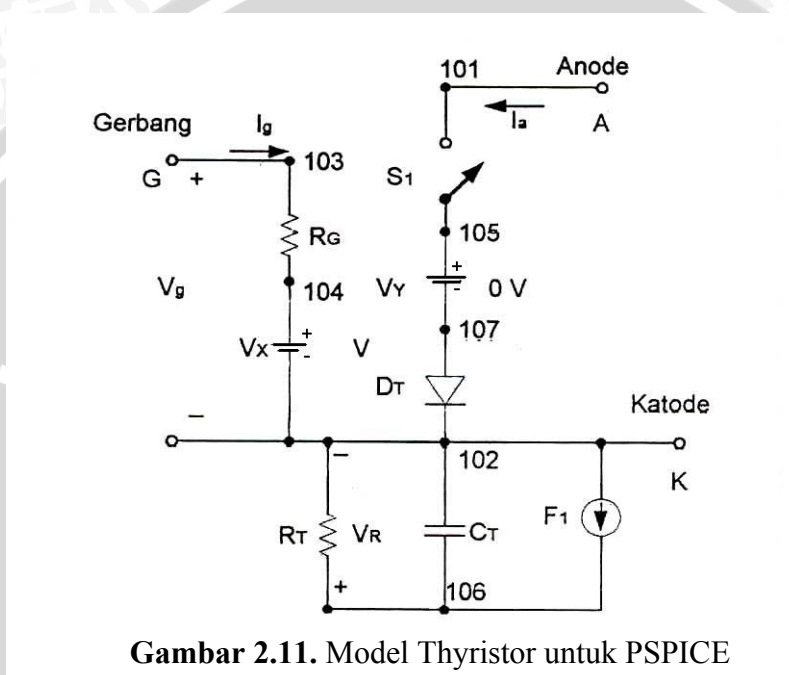 101 Anode
Gerbang Ig
Ia
A
103
G +
S1
RG
105
Vg
104
VY + - 0 V
VX + - V
107
DT
Katode
−
102
K
−
RT VR
CT
F1
+
106
Gambar 2.11. Model Thyristor untuk PSPICE